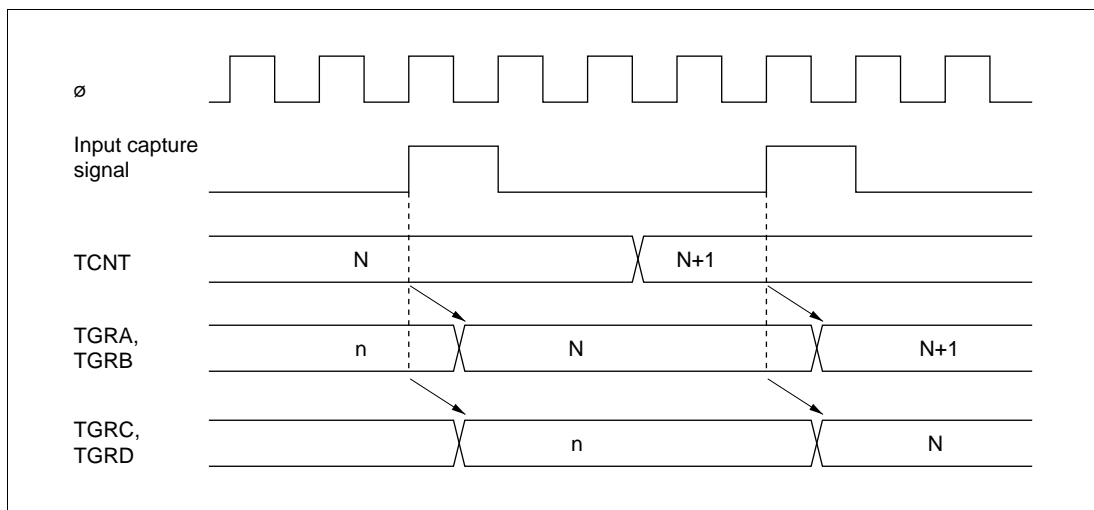 ø
Input capture
signal
TCNT
N
N+1
TGRA,
TGRB
n
N
N+1
TGRC,
TGRD
n
N